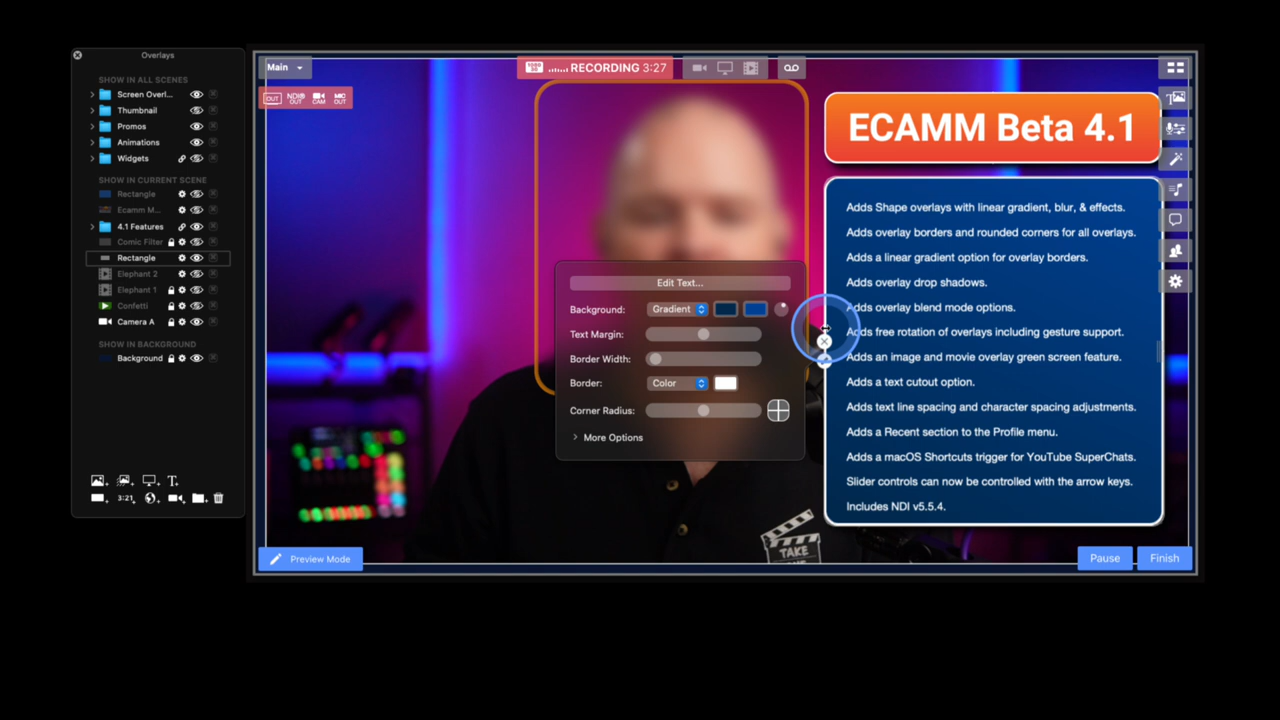 Overlays
SHOW IN ALL SCENES
Screen Overl...
Thumbnail
Promos
Animations
Widgets
SHOW IN CURRENT SCENE
Rectangle
Ecamm M...
4.1 Features
Comic Filter
Rectangle
Elephant 2
Elephant 1
Confetti
Camera A
SHOW IN BACKGROUND
Background
3:21
Main
RECORDING 3:27
OUT
NDI® OUT
CAM
MIC OUT
ECAMM Beta 4.1
Adds Shape overlays with linear gradient, blur, & effects.
Adds overlay borders and rounded corners for all overlays.
Adds a linear gradient option for overlay borders.
Adds overlay drop shadows.
Adds overlay blend mode options.
Adds free rotation of overlays including gesture support.
Adds an image and movie overlay green screen feature.
Adds a text cutout option.
Adds text line spacing and character spacing adjustments.
Adds a Recent section to the Profile menu.
Adds a macOS Shortcuts trigger for YouTube SuperChats.
Slider controls can now be controlled with the arrow keys.
Includes NDI v5.5.4.
Edit Text...
Background: Gradient
Text Margin:
Border Width:
Border: Color
Corner Radius:
More Options
TAKE
Preview Mode
Pause
Finish